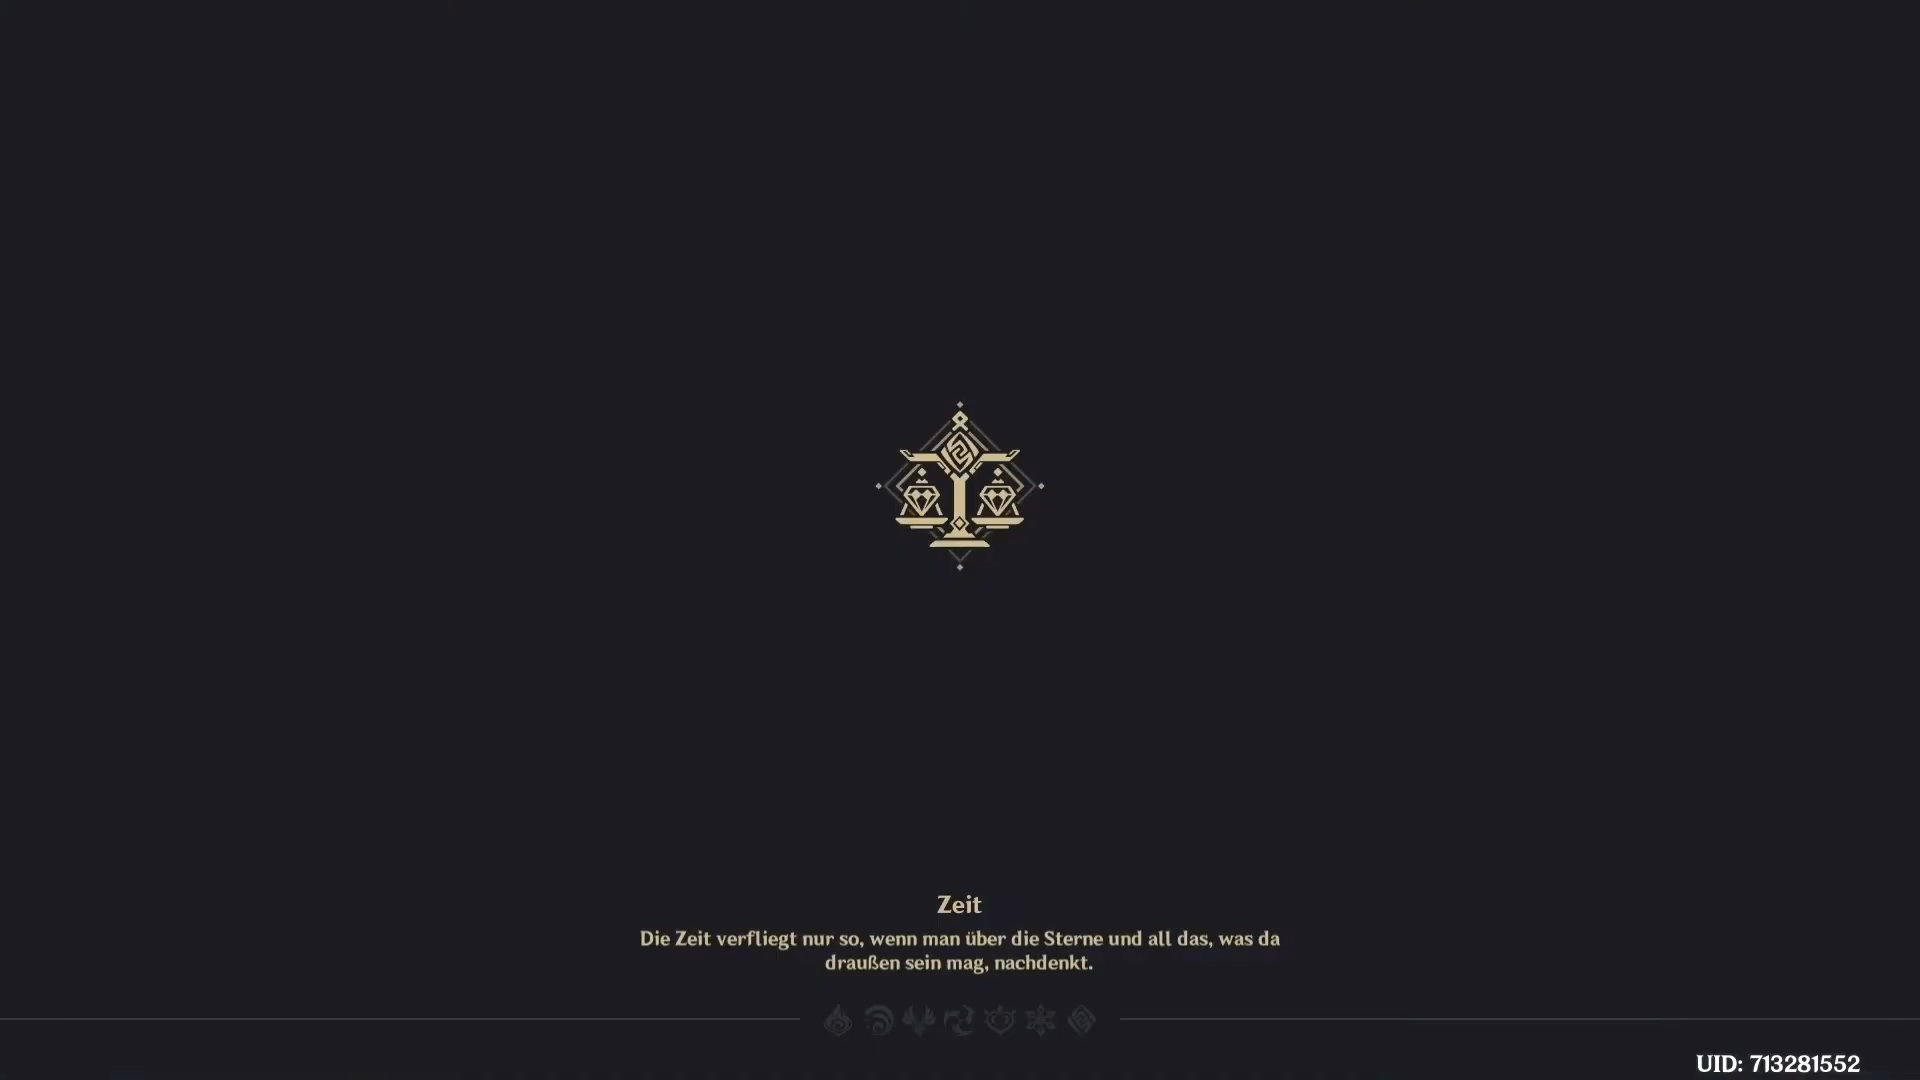 Zeit
Die Zeit verfliegt nur so, wenn man über die Sterne und all das, was da
draußen sein mag, nachdenkt.
UID: 713281552